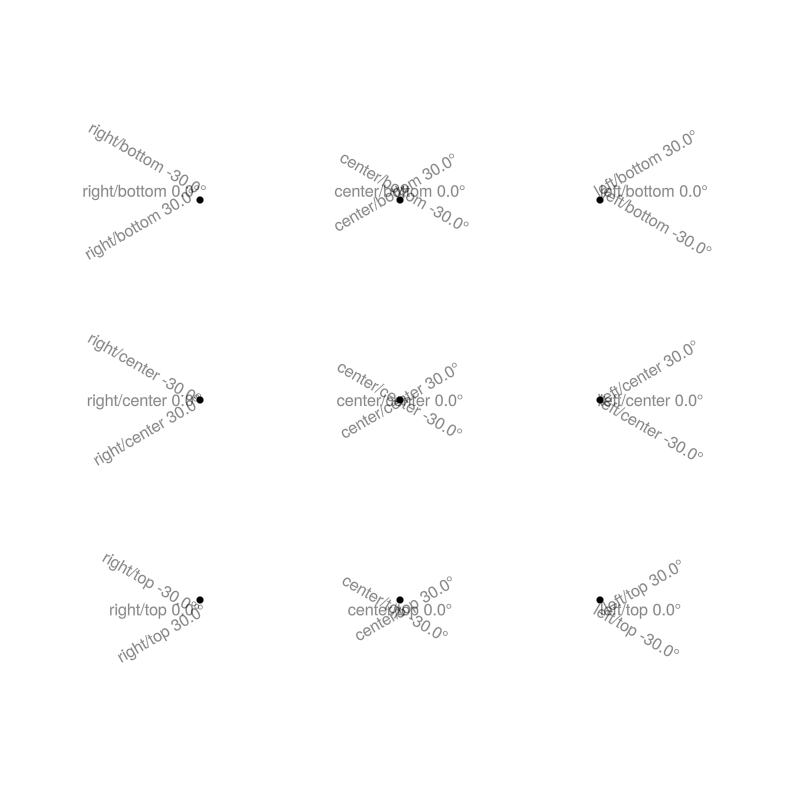 right/bottom -30.0°
right/bottom 0.0°
right/bottom 30.0°
center/bottom -30.0°
center/bottom 0.0°
center/bottom 30.0°
left/bottom 30.0°
left/bottom 0.0°
left/bottom -30.0°
right/center -30.0°
right/center 0.0°
right/center 30.0°
center/center -30.0°
center/center 0.0°
center/center 30.0°
left/center 30.0°
left/center 0.0°
left/center -30.0°
right/top -30.0°
right/top 0.0°
right/top 30.0°
center/top -30.0°
center/top 0.0°
center/top 30.0°
left/top 30.0°
left/top 0.0°
left/top -30.0°